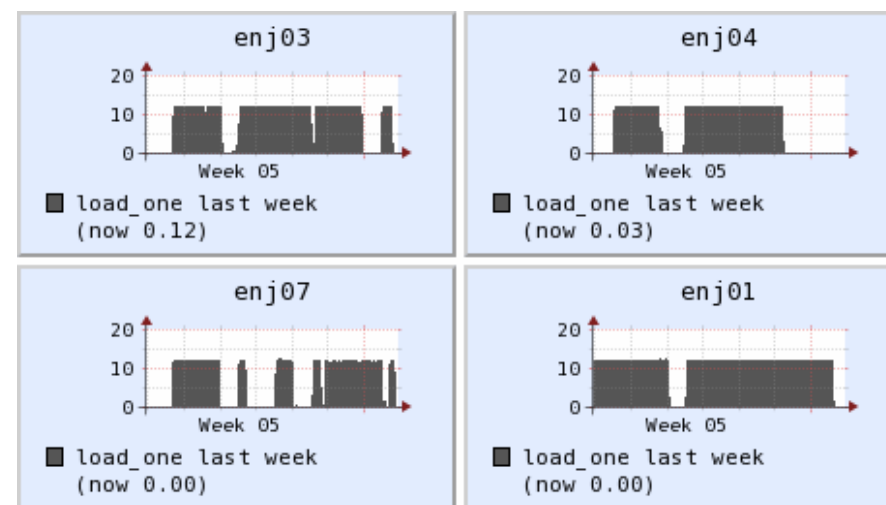 enj03
20
10
0
Week 05
load_one last week
(now 0.12)
enj04
20
10
0
Week 05
load_one last week
(now 0.03)
enj07
20
10
0
Week 05
load_one last week
(now 0.00)
enj01
20
10
0
Week 05
load_one last week
(now 0.00)